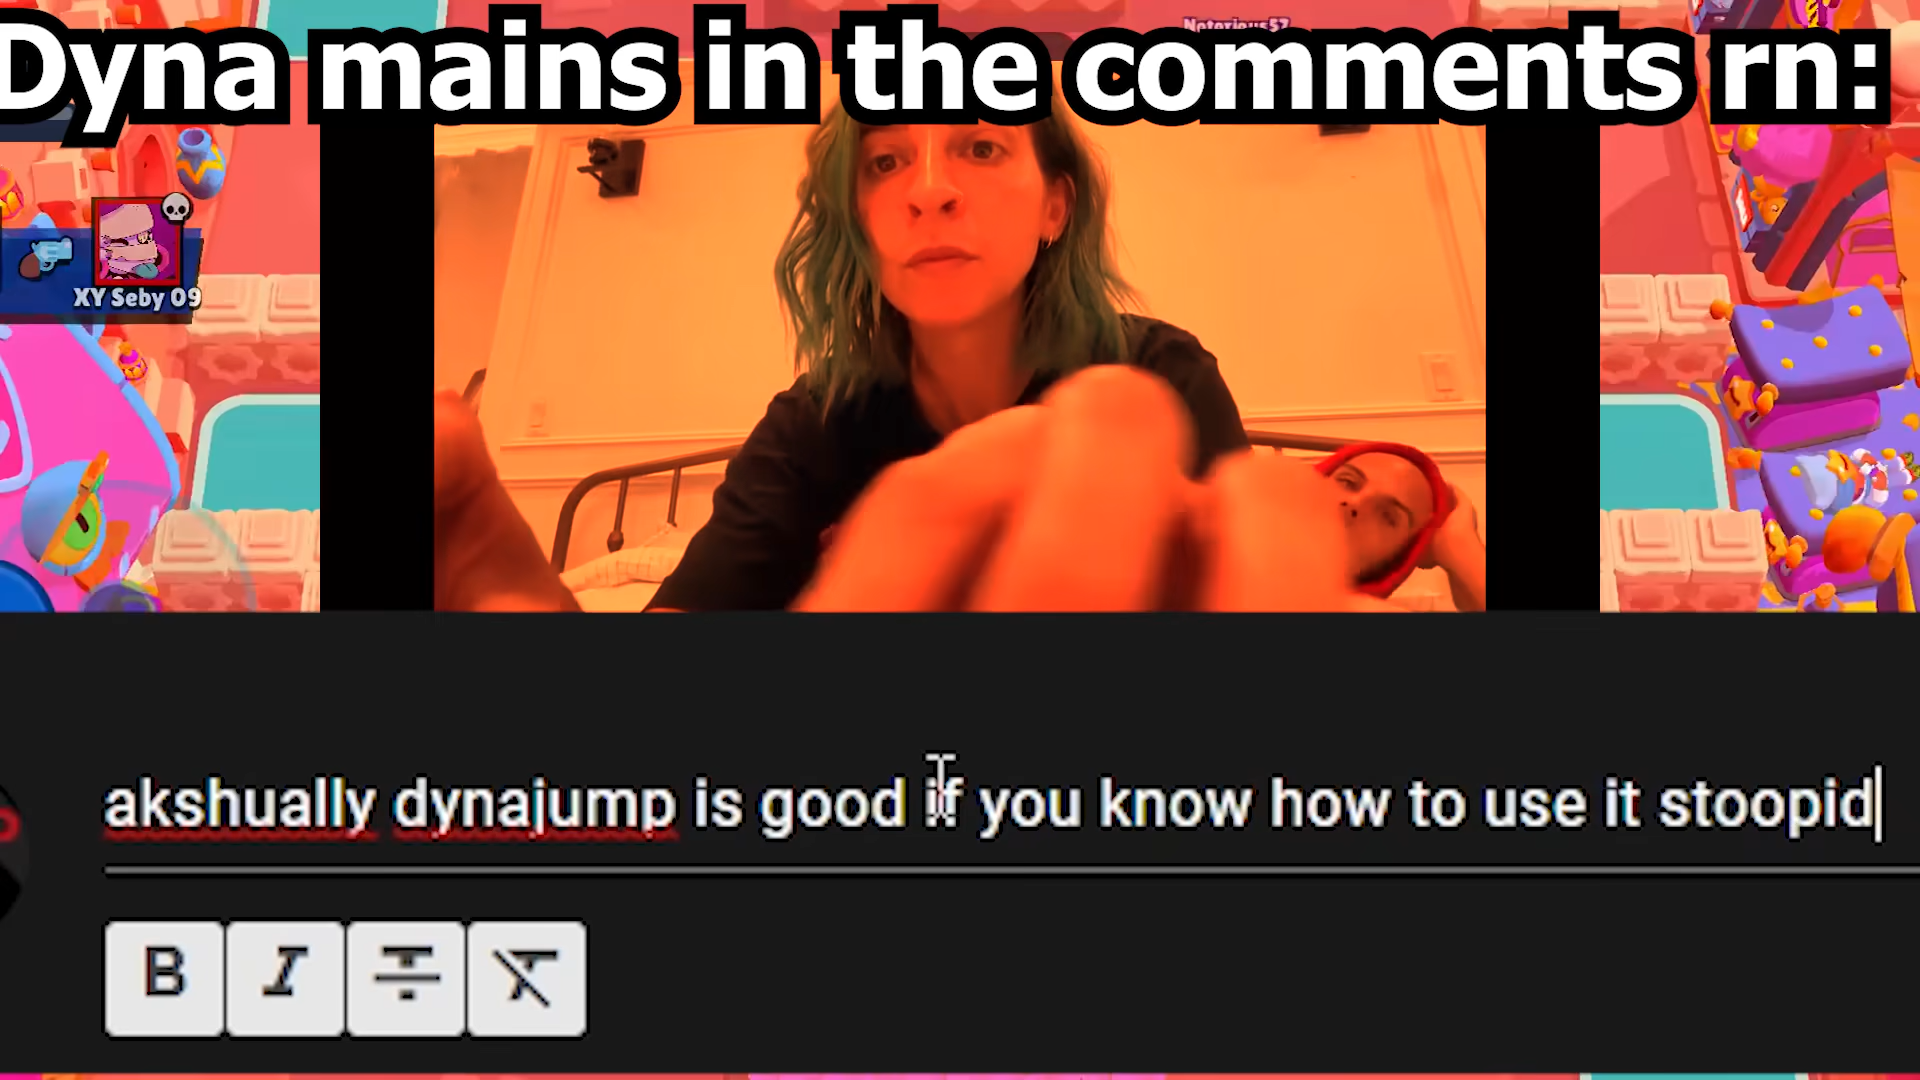 Notorious57
Dyna mains in the comments rn:
XY Seby 09
akshually dynajump is good if you know how to use it stoopid
B I T T